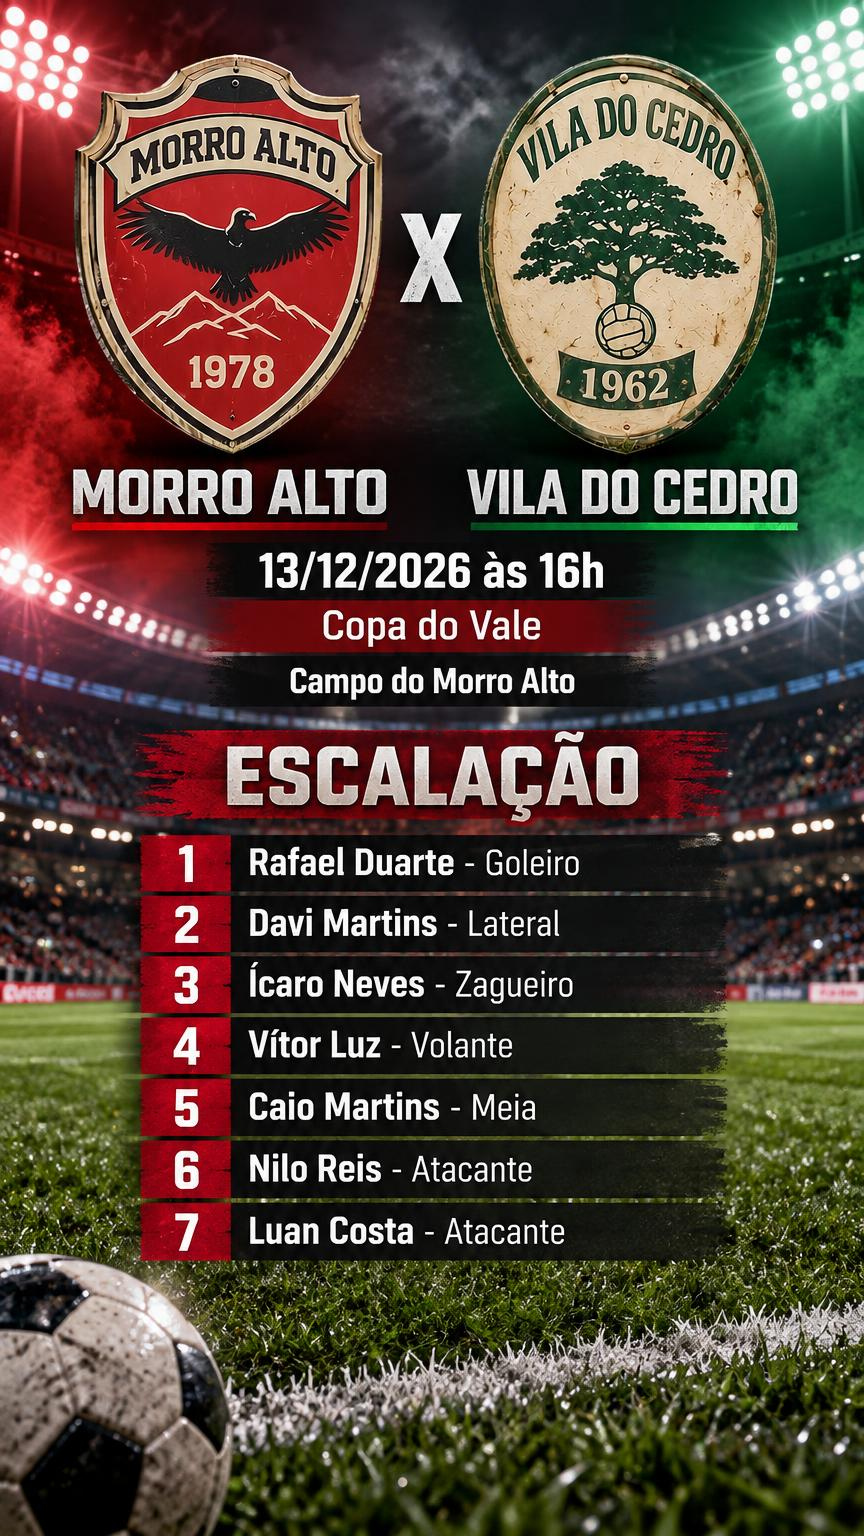 MORRO ALTO
1978
X
VILA DO CEDRO
1962
MORRO ALTO
VILA DO CEDRO
13/12/2026 às 16h
Copa do Vale
Campo do Morro Alto
ESCALAÇÃO
1 Rafael Duarte - Goleiro
2 Davi Martins - Lateral
3 Ícaro Neves - Zagueiro
4 Vítor Luz - Volante
5 Caio Martins - Meia
6 Nilo Reis - Atacante
7 Luan Costa - Atacante